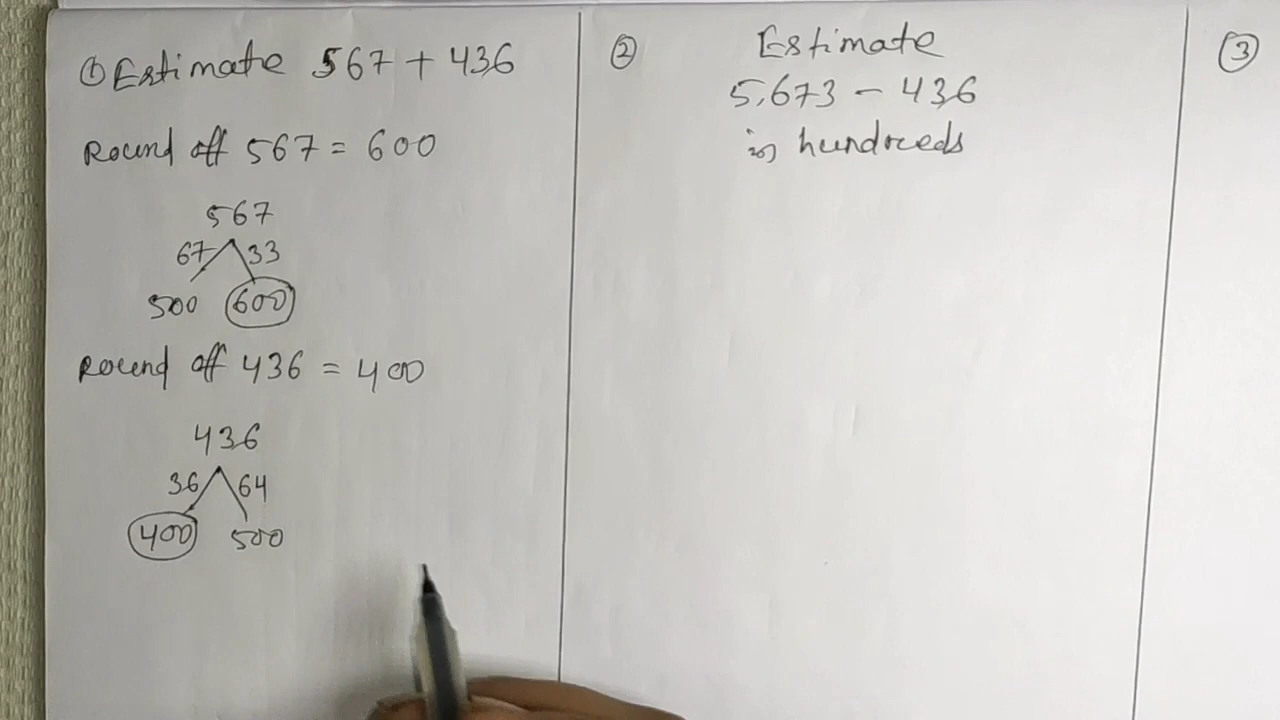 ① Estimate 567 + 436
Round off 567 = 600
567
67 33
500 600
Round off 436 = 400
436
36 64
400 500
② Estimate
5,673 - 436
in hundreds
③